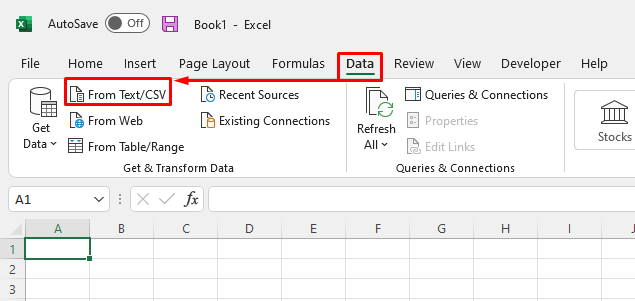 AutoSave Off Book1 - Excel
File Home Insert Page Layout Formulas Data Review View Developer Help
From Text/CSV Recent Sources Queries & Connections
Get Data From Web Existing Connections Refresh All Properties Stocks
From Table/Range Edit Links
Get & Transform Data Queries & Connections
A1 fx
A B C D E F G H I
1
2
3